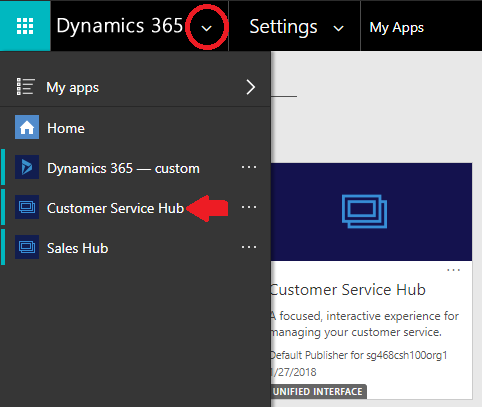 Dynamics 365
Settings
My Apps
My apps
Home
Dynamics 365 — custom
Customer Service Hub
Sales Hub
Customer Service Hub
A focused, interactive experience for
managing your customer service.
Default Publisher for sg468csh100org1
1/27/2018
UNIFIED INTERFACE